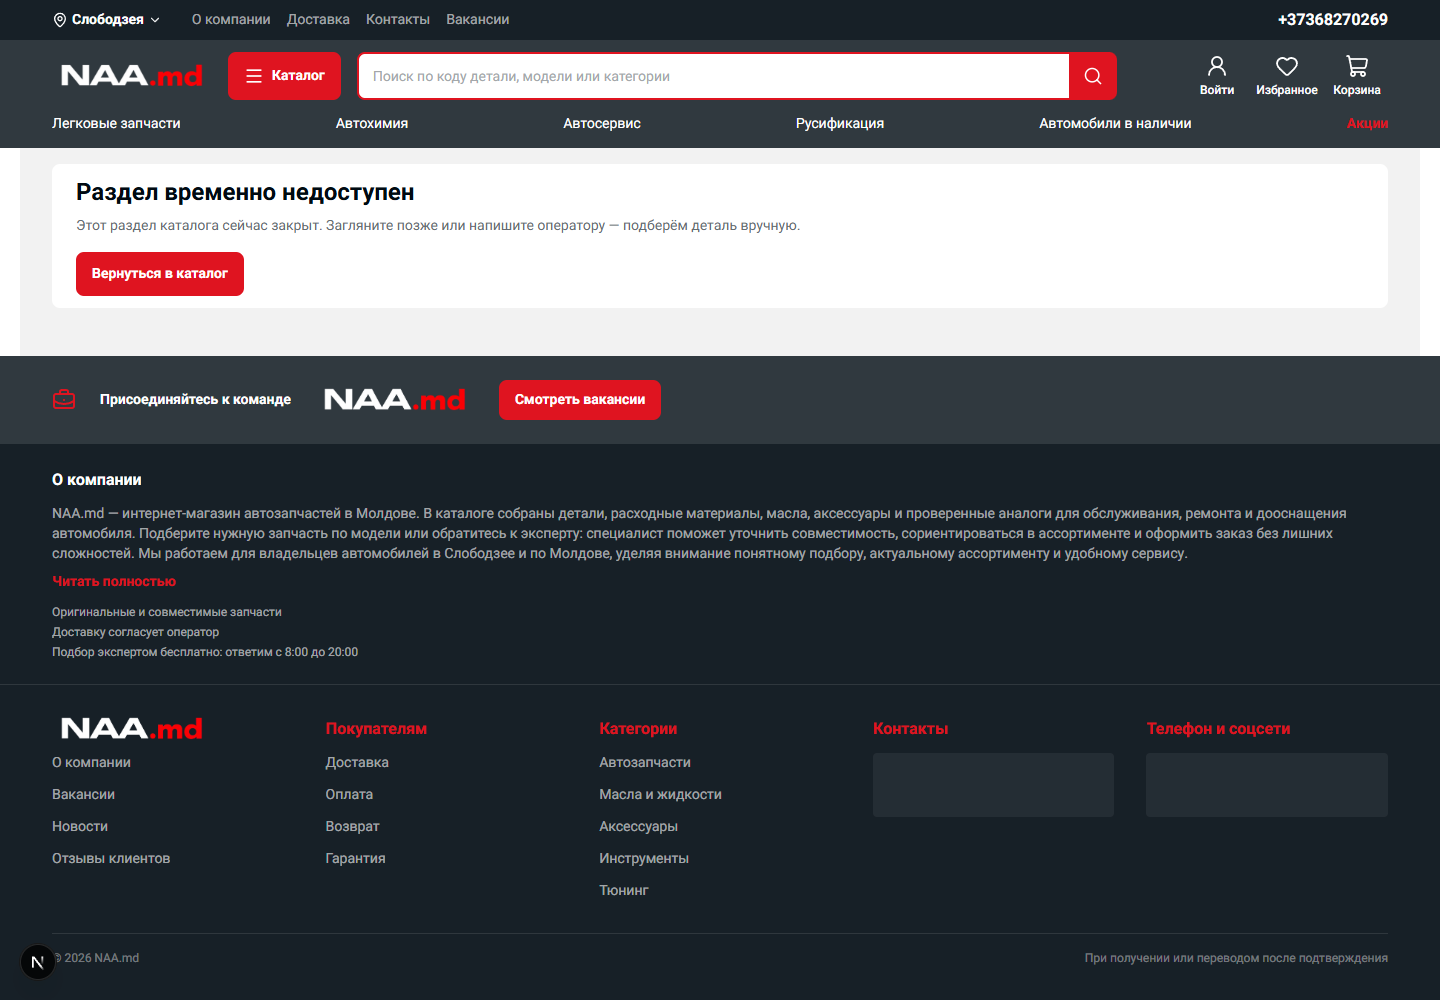 Слободзея
О компании Доставка Контакты Вакансии
+37368270269
NAA.md
Каталог
Поиск по коду детали, модели или категории
Войти Избранное Корзина
Легковые запчасти Автохимия Автосервис Русификация Автомобили в наличии Акции
Раздел временно недоступен
Этот раздел каталога сейчас закрыт. Загляните позже или напишите оператору — подберём деталь вручную.
Вернуться в каталог
Присоединяйтесь к команде NAA.md Смотреть вакансии
О компании
NAA.md — интернет-магазин автозапчастей в Молдове. В каталоге собраны детали, расходные материалы, масла, аксессуары и проверенные аналоги для обслуживания, ремонта и дооснащения
автомобиля. Подберите нужную запчасть по модели или обратитесь к эксперту: специалист поможет уточнить совместимость, сориентироваться в ассортименте и оформить заказ без лишних
сложностей. Мы работаем для владельцев автомобилей в Слободзее и по Молдове, уделяя внимание понятному подбору, актуальному ассортименту и удобному сервису.
Читать полностью
Оригинальные и совместимые запчасти
Доставку согласует оператор
Подбор экспертом бесплатно: ответим с 8:00 до 20:00
NAA.md
О компании
Вакансии
Новости
Отзывы клиентов
Покупателям
Доставка
Оплата
Возврат
Гарантия
Категории
Автозапчасти
Масла и жидкости
Аксессуары
Инструменты
Тюнинг
Контакты
Телефон и соцсети
N
© 2026 NAA.md
При получении или переводом после подтверждения